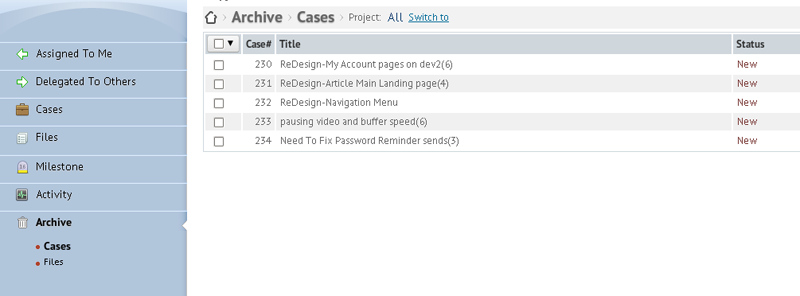 Archive Cases Project: All Switch to
Assigned To Me
Delegated To Others
Cases
Files
Milestone
Activity
Archive
Cases
Files
Case# Title Status
230 ReDesign-My Account pages on dev2(6) New
231 ReDesign-Article Main Landing page(4) New
232 ReDesign-Navigation Menu New
233 pausing video and buffer speed(6) New
234 Need To Fix Password Reminder sends(3) New